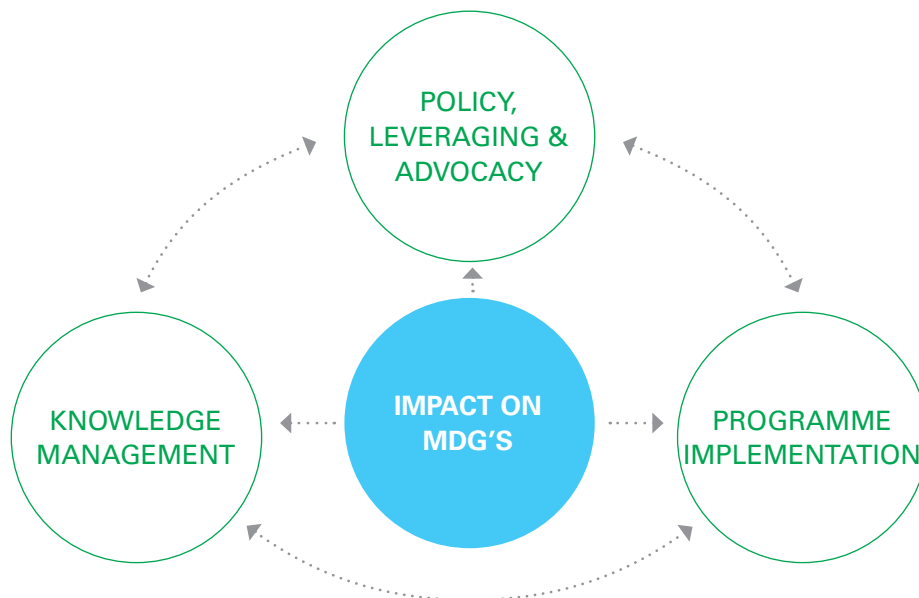 POLICY,
LEVERAGING &
ADVOCACY
KNOWLEDGE
MANAGEMENT
IMPACT ON
MDG'S
PROGRAMME
IMPLEMENTATION